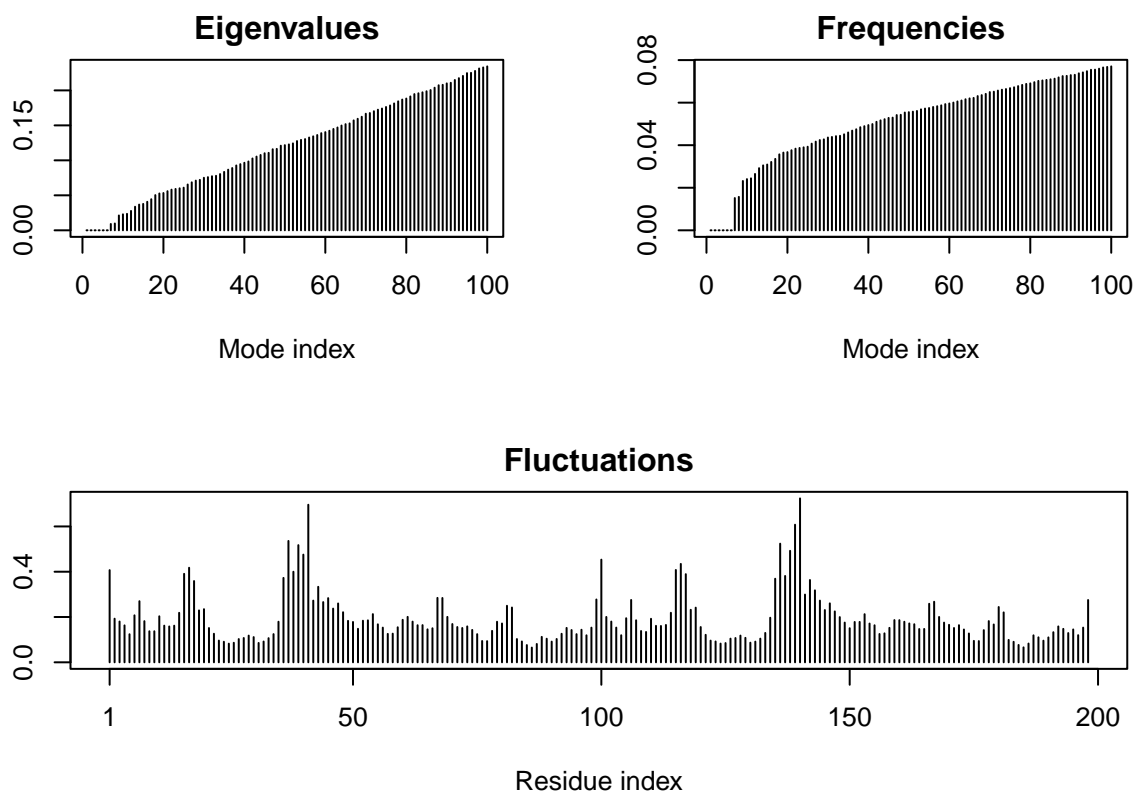 Eigenvalues
0.00 0.15
0 20 40 60 80 100
Mode index
Frequencies
0.00 0.04 0.08
0 20 40 60 80 100
Mode index
Fluctuations
0.0 0.4
1 50 100 150 200
Residue index